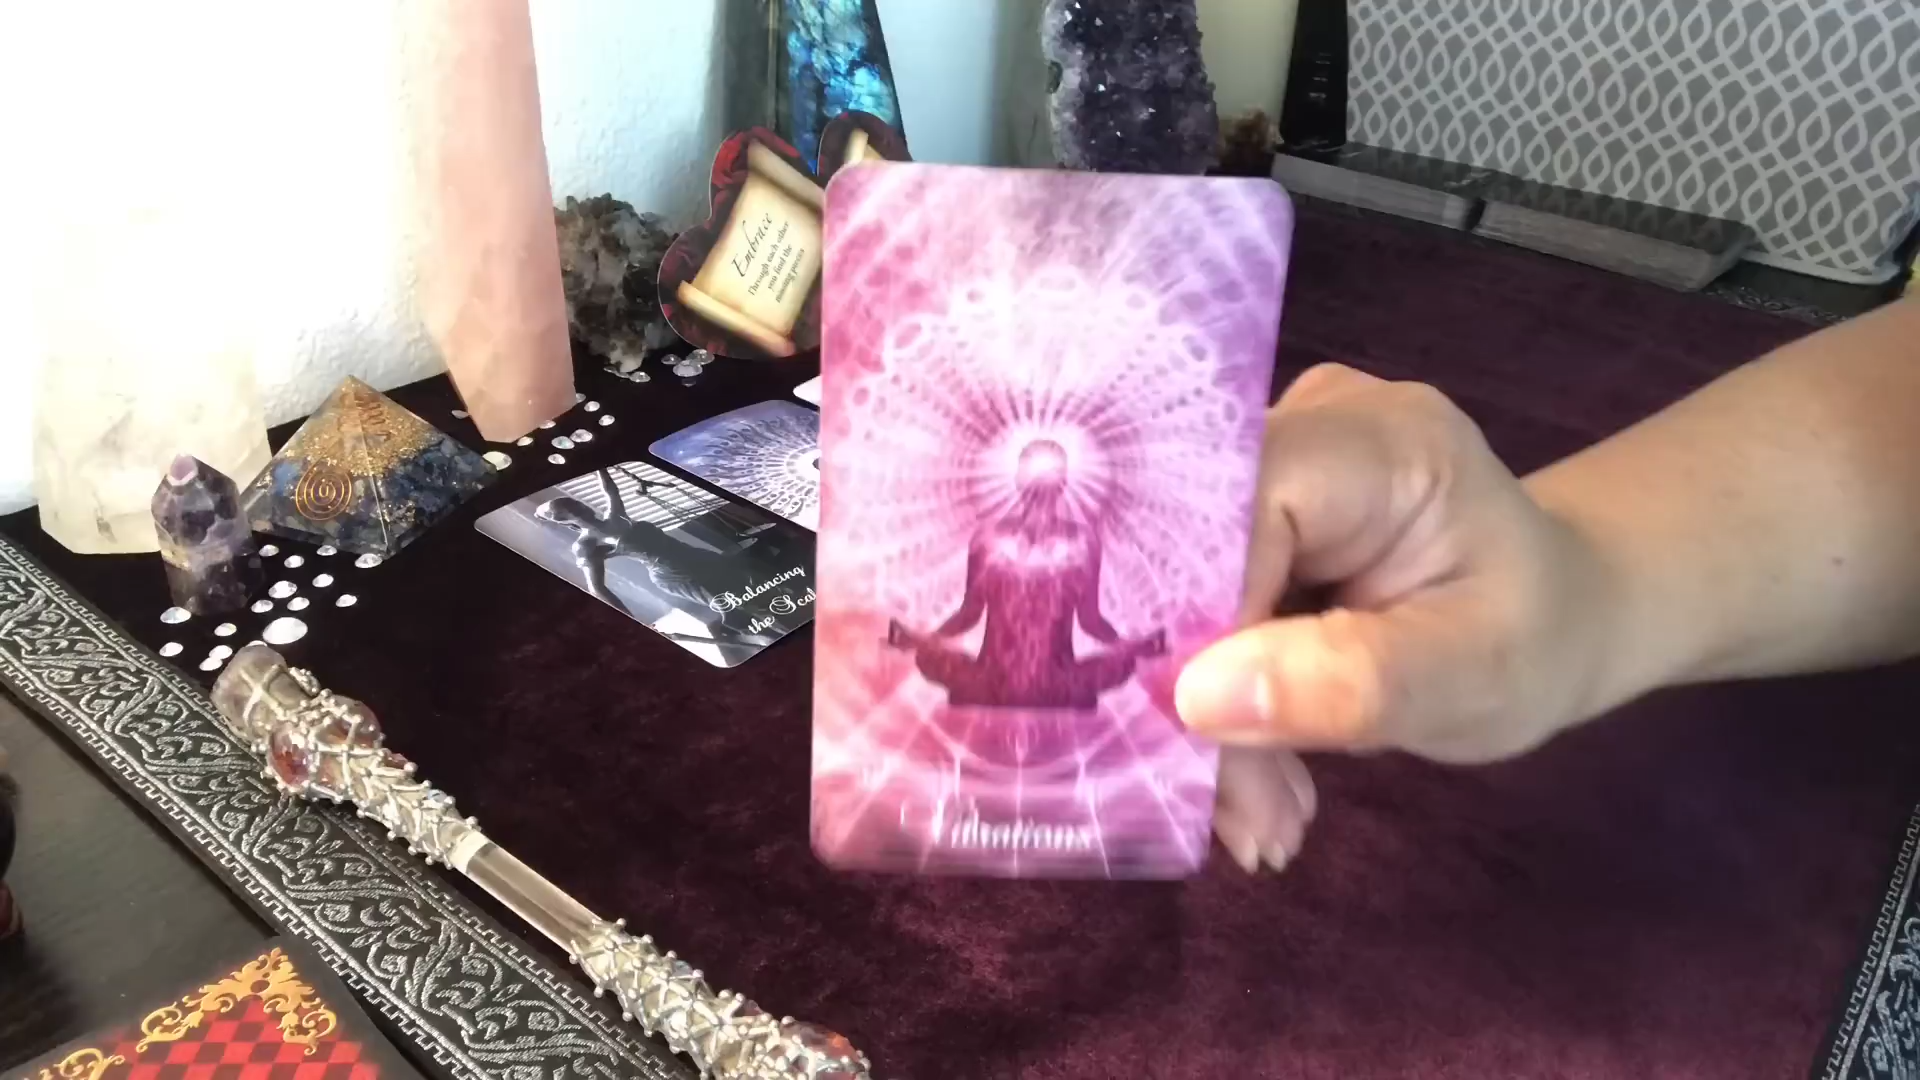 Embrace
Through each other
you find the
missing pieces
Balancing
the Scal
Vibrations